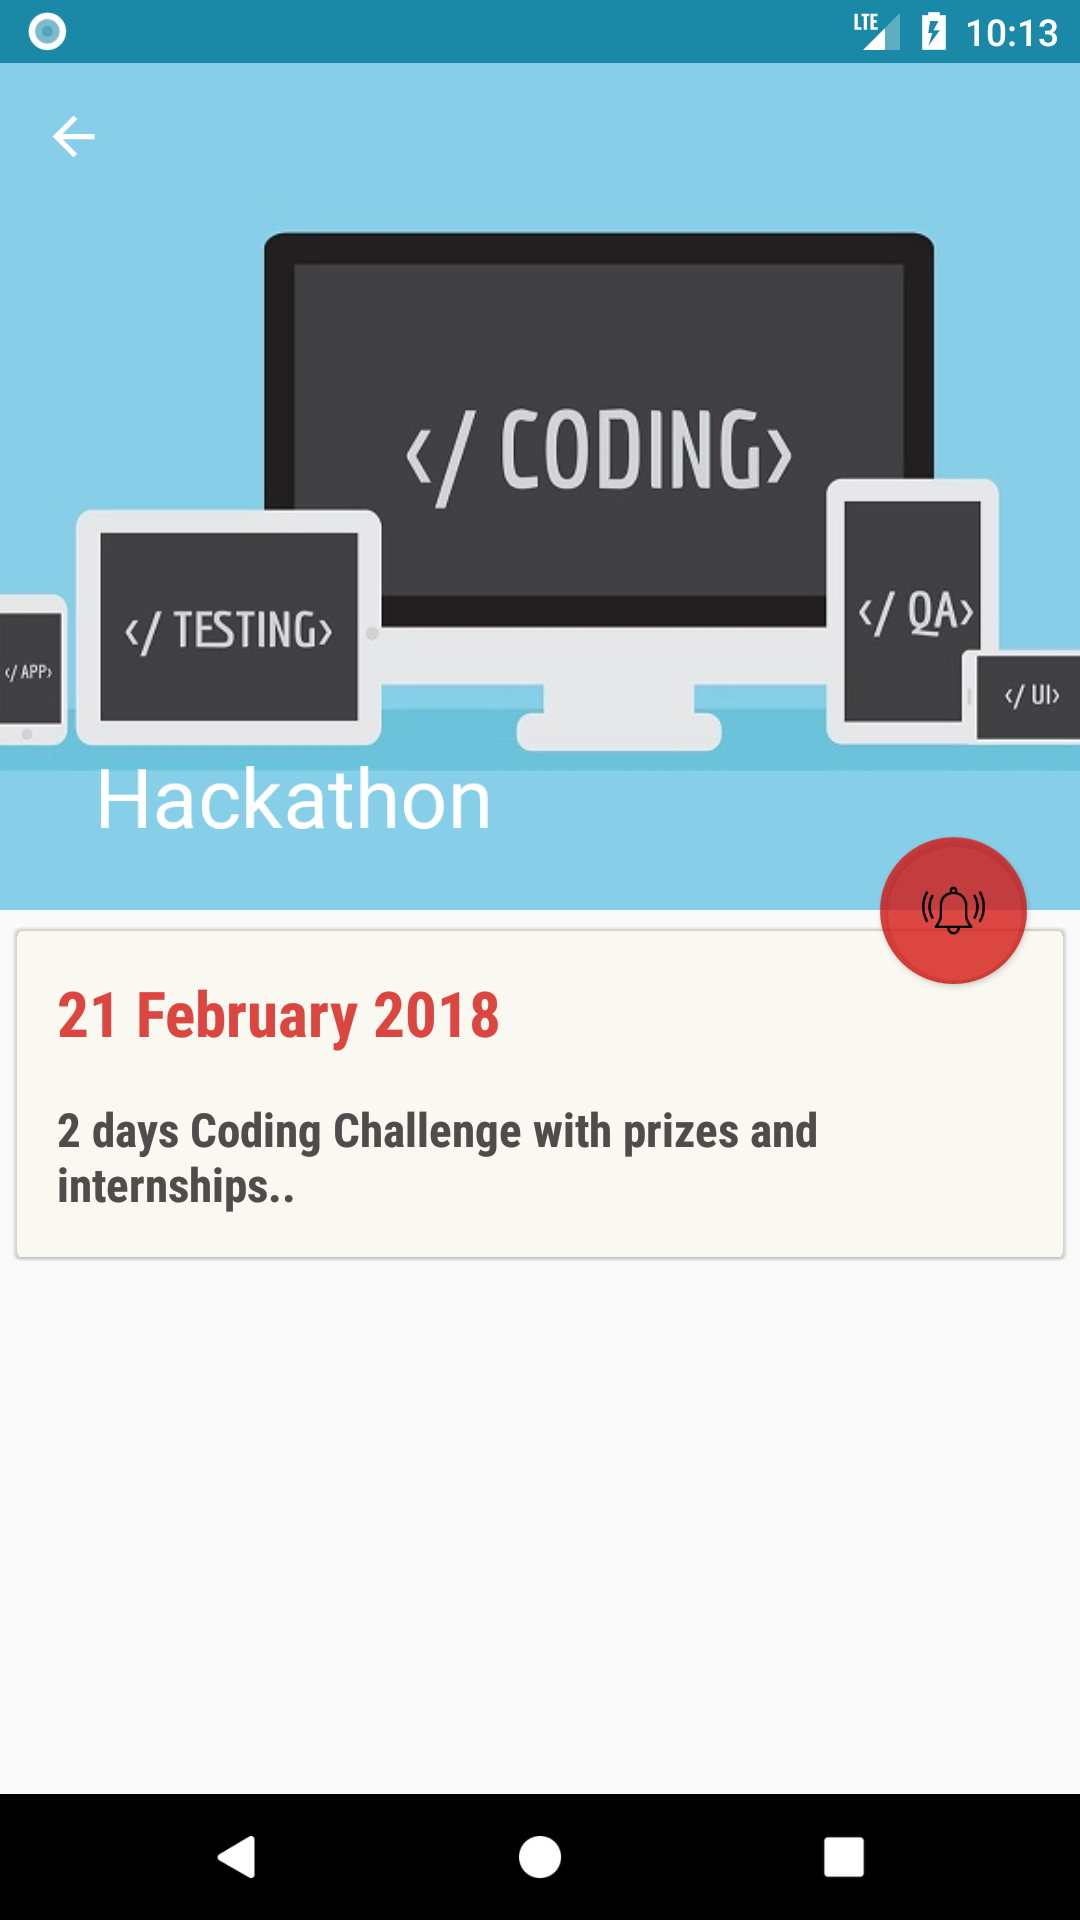 LTE 10:13
</ CODING>
</ TESTING>
</ QA>
</ APP>
</ UI>
Hackathon
21 February 2018
2 days Coding Challenge with prizes and
internships..